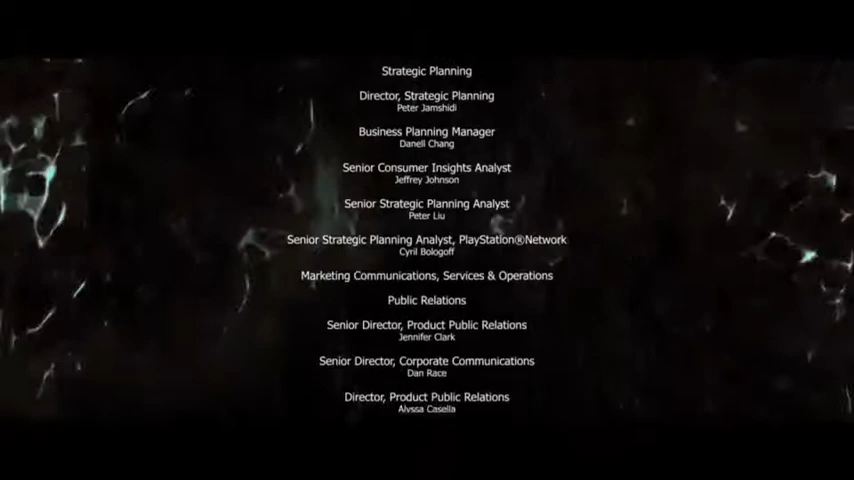 Strategic Planning
Director, Strategic Planning
Peter Jamshidi
Business Planning Manager
Danell Chang
Senior Consumer Insights Analyst
Jeffrey Johnson
Senior Strategic Planning Analyst
Peter Liu
Senior Strategic Planning Analyst, PlayStation®Network
Cyril Bologoff
Marketing Communications, Services & Operations
Public Relations
Senior Director, Product Public Relations
Jennifer Clark
Senior Director, Corporate Communications
Dan Race
Director, Product Public Relations
Alyssa Casella